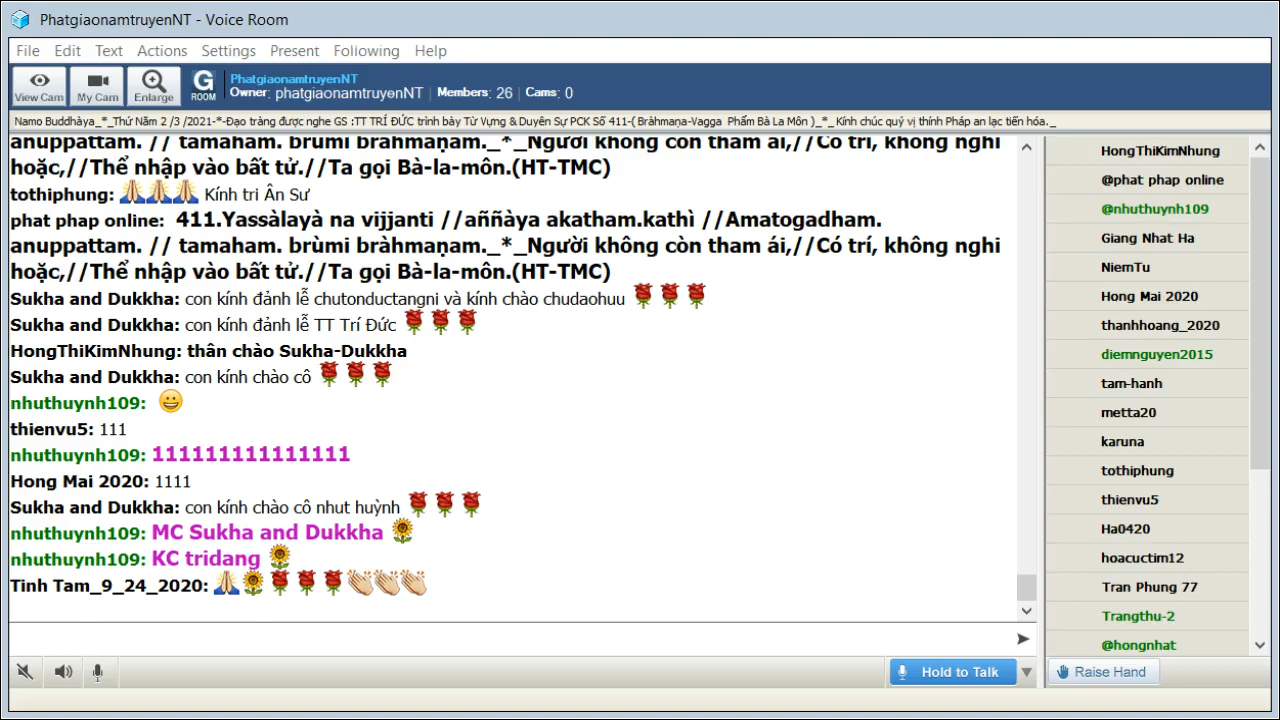 PhatgiaonamtruyenNT - Voice Room
File Edit Text Actions Settings Present Following Help
View Cam My Cam Enlarge G ROOM PhatgiaonamtruyenNT
Owner: phatgiaonamtruyenNT | Members: 26 | Cams: 0
Namo Buddhàya_*_Thứ Năm 2 /3 /2021-*-Đạo tràng được nghe GS :TT TRÍ ĐỨC trình bày Từ Vựng & Duyên Sự PCK Số 411-( Bràhmaṇa-Vagga Phẩm Bà La Môn )_*_ Kính chúc quý vị thính Pháp an lạc tiến hóa._
anuppattam. // tamaham. brùmi bràhmaṇam._*_Người không còn tham ái,//Có trí, không nghi
hoặc,//Thể nhập vào bất tử.//Ta gọi Bà-la-môn.(HT-TMC)
tothiphung: 🙏🙏🙏 Kính tri Ân Sư
phat phap online: 411.Yassàlayà na vijjanti //aññàya akatham.kathì //Amatogadham.
anuppattam. // tamaham. brùmi bràhmaṇam._*_Người không còn tham ái,//Có trí, không nghi
hoặc,//Thể nhập vào bất tử.//Ta gọi Bà-la-môn.(HT-TMC)
Sukha and Dukkha: con kính đảnh lễ chutonductangni và kính chào chudaohuu 🌹🌹🌹
Sukha and Dukkha: con kính đảnh lễ TT Trí Đức 🌹🌹🌹
HongThiKimNhung: thân chào Sukha-Dukkha
Sukha and Dukkha: con kính chào cô 🌹🌹🌹
nhuthuynh109: 😀
thienvu5: 111
nhuthuynh109: 111111111111111
Hong Mai 2020: 1111
Sukha and Dukkha: con kính chào cô nhut huỳnh 🌹🌹🌹
nhuthuynh109: MC Sukha and Dukkha 🌻
nhuthuynh109: KC tridang 🌻
Tinh Tam_9_24_2020: 🙏🌻🌹🌹🌹👏👏👏
Hold to Talk
HongThiKimNhung
@phat phap online
@nhuthuynh109
Giang Nhat Ha
NiemTu
Hong Mai 2020
thanhhoang_2020
diemnguyen2015
tam-hanh
metta20
karuna
tothiphung
thienvu5
Ha0420
hoacuctim12
Tran Phung 77
Trangthu-2
@hongnhat
Raise Hand